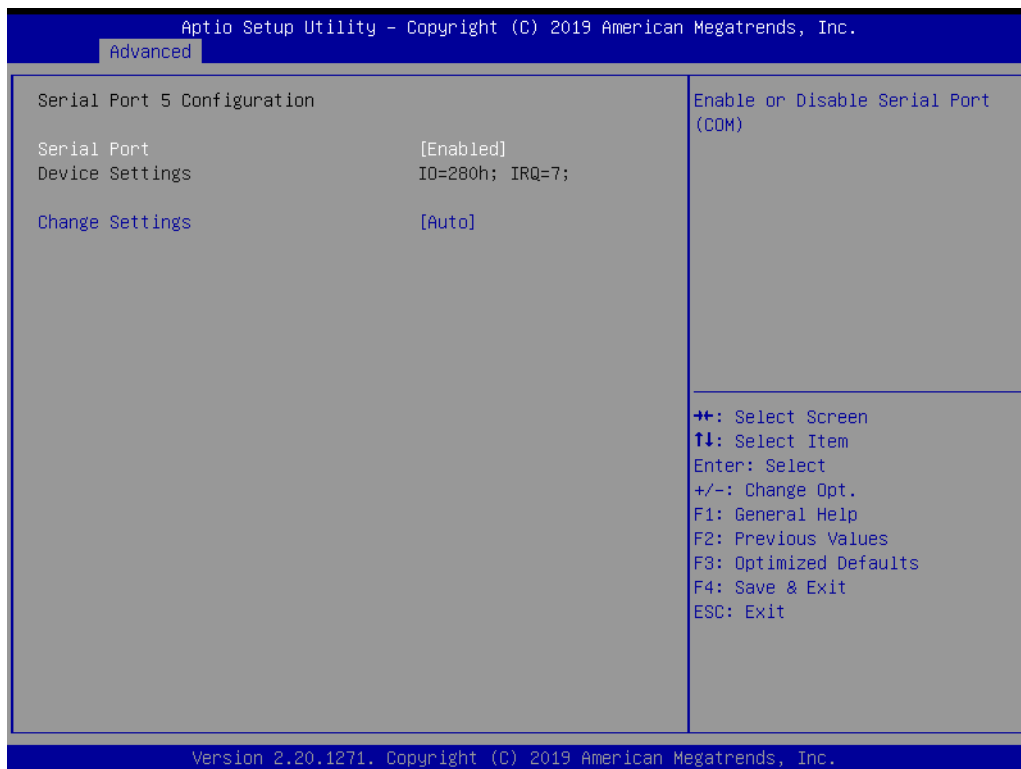 Aptio Setup Utility – Copyright (C) 2019 American Megatrends, Inc.
Advanced
Serial Port 5 Configuration
Serial Port [Enabled]
Device Settings IO=280h; IRQ=7;
Change Settings [Auto]
Enable or Disable Serial Port
(COM)
→←: Select Screen
↑↓: Select Item
Enter: Select
+/-: Change Opt.
F1: General Help
F2: Previous Values
F3: Optimized Defaults
F4: Save & Exit
ESC: Exit
Version 2.20.1271. Copyright (C) 2019 American Megatrends, Inc.